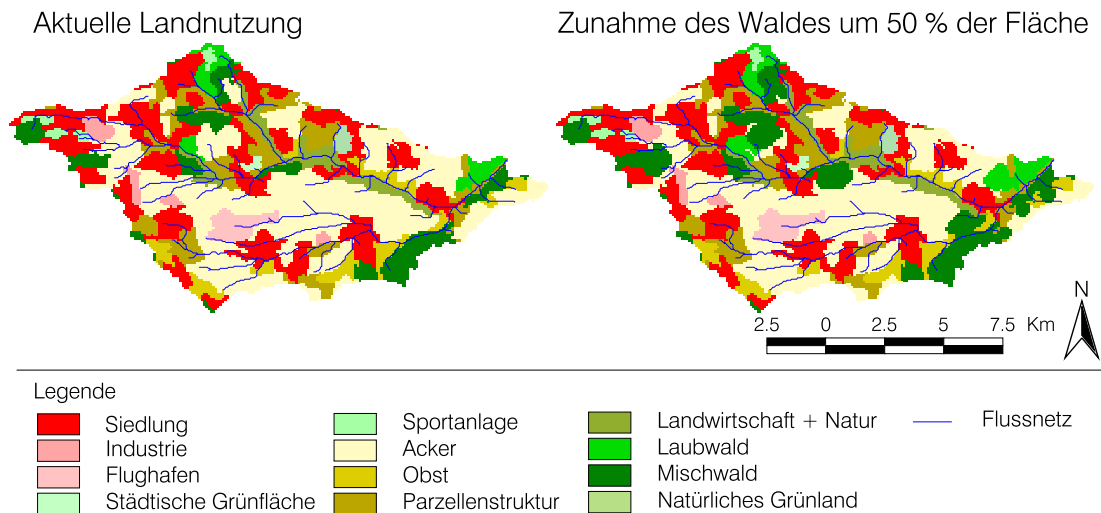 Aktuelle Landnutzung
Zunahme des Waldes um 50 % der Fläche
N
2.5 0 2.5 5 7.5 Km
Legende
Siedlung
Industrie
Flughafen
Städtische Grünfläche
Sportanlage
Acker
Obst
Parzellenstruktur
Landwirtschaft + Natur
Laubwald
Mischwald
Natürliches Grünland
Flussnetz